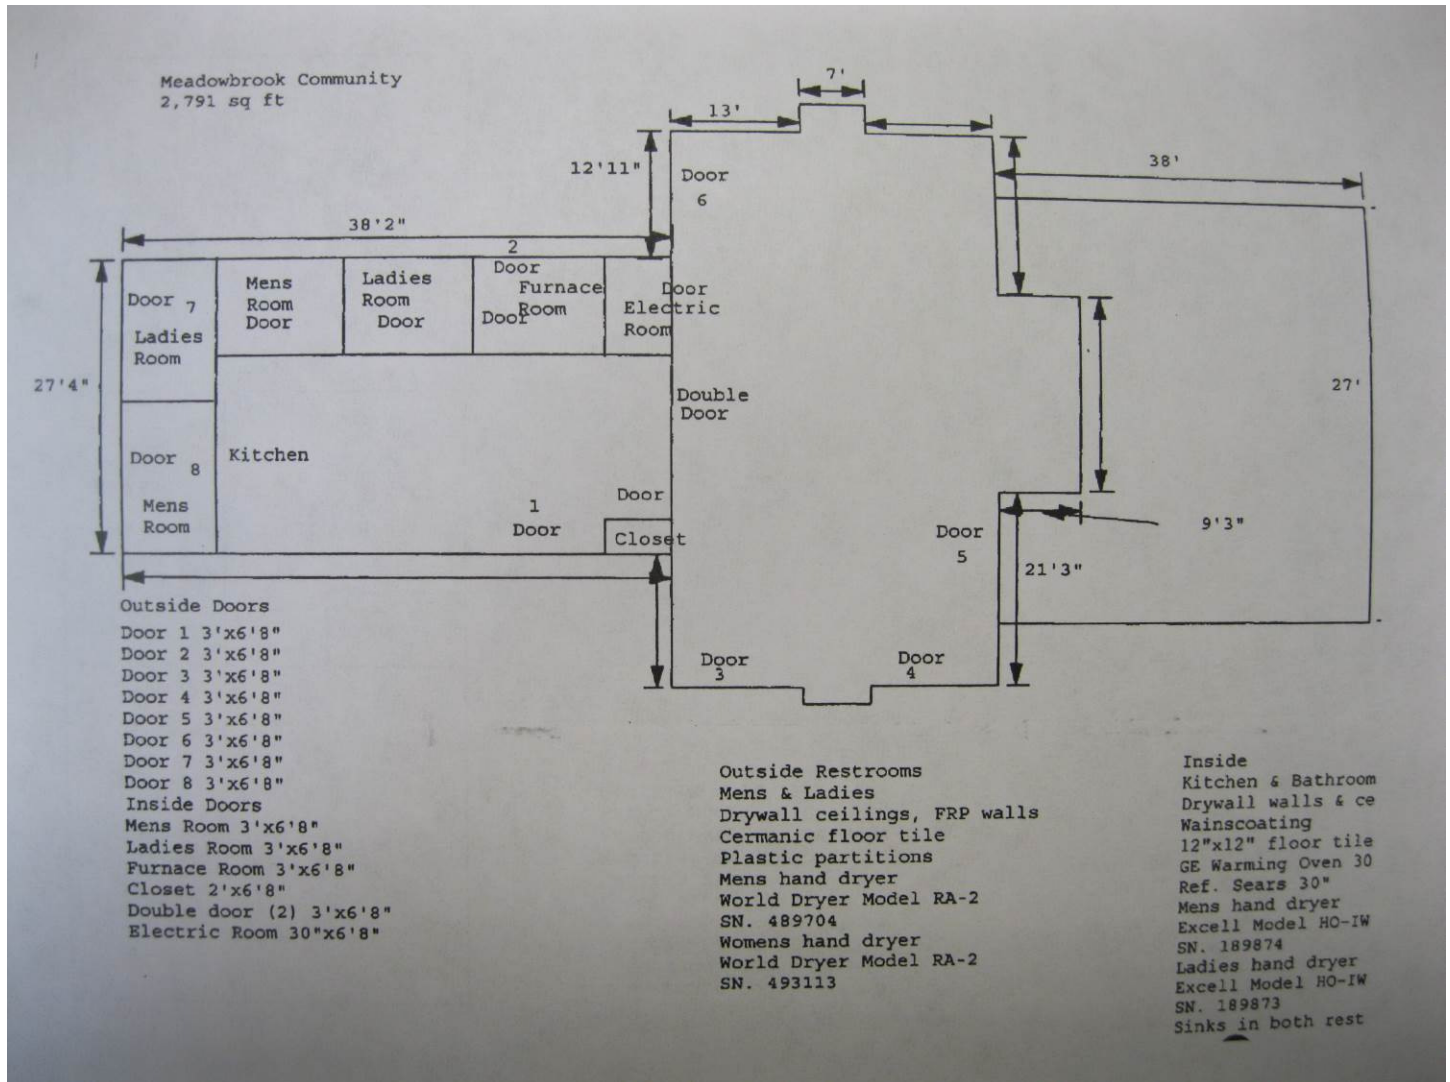 Meadowbrook Community
2,791 sq ft
7'
13'
12'11"
38'
38'2"
27'4"
27'
9'3"
21'3"
Door 7
Ladies
Room
Mens
Room
Door
Ladies
Room
Door
2
Door
Furnace
Room
Door
Door
Electric
Room
Door
6
Double
Door
Door 8
Mens
Room
Kitchen
1
Door
Door
Closet
Door
5
Door
3
Door
4
Outside Doors
Door 1 3'x6'8"
Door 2 3'x6'8"
Door 3 3'x6'8"
Door 4 3'x6'8"
Door 5 3'x6'8"
Door 6 3'x6'8"
Door 7 3'x6'8"
Door 8 3'x6'8"
Inside Doors
Mens Room 3'x6'8"
Ladies Room 3'x6'8"
Furnace Room 3'x6'8"
Closet 2'x6'8"
Double door (2) 3'x6'8"
Electric Room 30"x6'8"
Outside Restrooms
Mens & Ladies
Drywall ceilings, FRP walls
Cermanic floor tile
Plastic partitions
Mens hand dryer
World Dryer Model RA-2
SN. 489704
Womens hand dryer
World Dryer Model RA-2
SN. 493113
Inside
Kitchen & Bathroom
Drywall walls & ce
Wainscoating
12"x12" floor tile
GE Warming Oven 30
Ref. Sears 30"
Mens hand dryer
Excell Model HO-IW
SN. 189874
Ladies hand dryer
Excell Model HO-IW
SN. 189873
Sinks in both rest